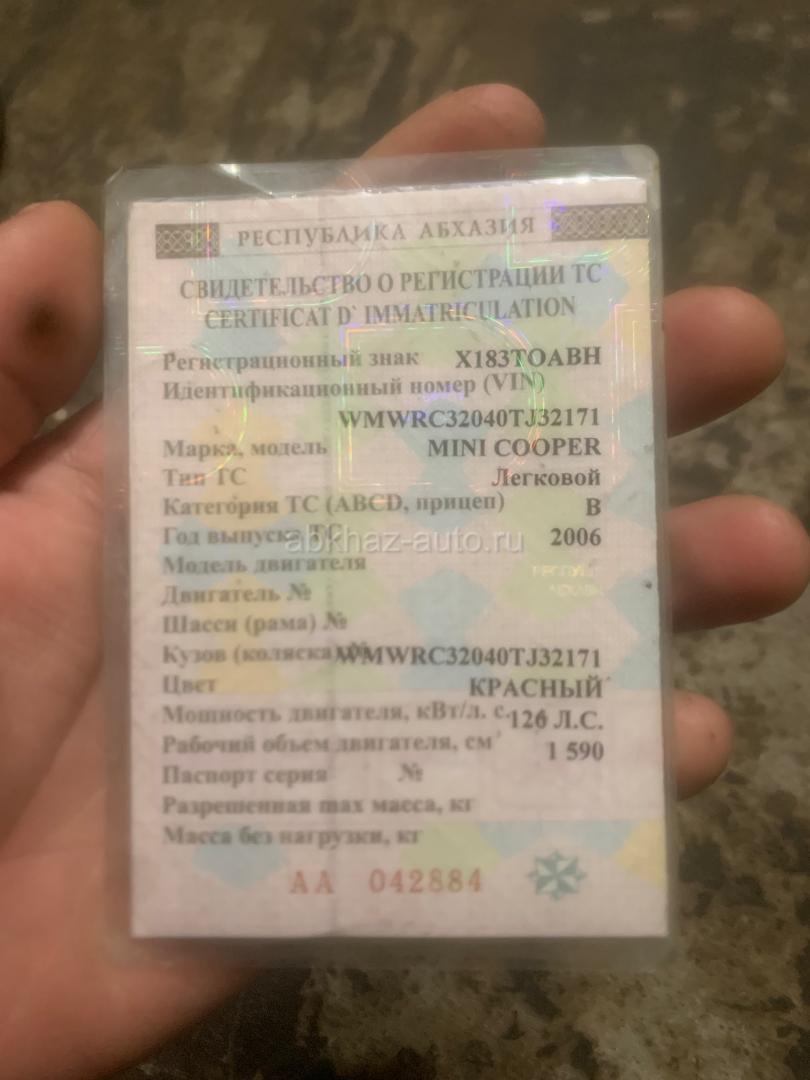 РЕСПУБЛИКА АБХАЗИЯ
СВИДЕТЕЛЬСТВО О РЕГИСТРАЦИИ ТС
CERTIFICAT D` IMMATRICULATION
Регистрационный знак X183TOABH
Идентификационный номер (VIN)
WMWRC32040TJ32171
Марка, модель MINI COOPER
Тип ТС Легковой
Категория ТС (ABCD, прицеп) B
Год выпуска ТС 2006
abkhaz-auto.ru
Модель двигателя
Двигатель №
Шасси (рама) №
Кузов (коляска) № WMWRC32040TJ32171
Цвет КРАСНЫЙ
Мощность двигателя, кВт/л. с. 126 Л.С.
Рабочий объем двигателя, см³ 1 590
Паспорт серия №
Разрешенная max масса, кг
Масса без нагрузки, кг
АА 042884